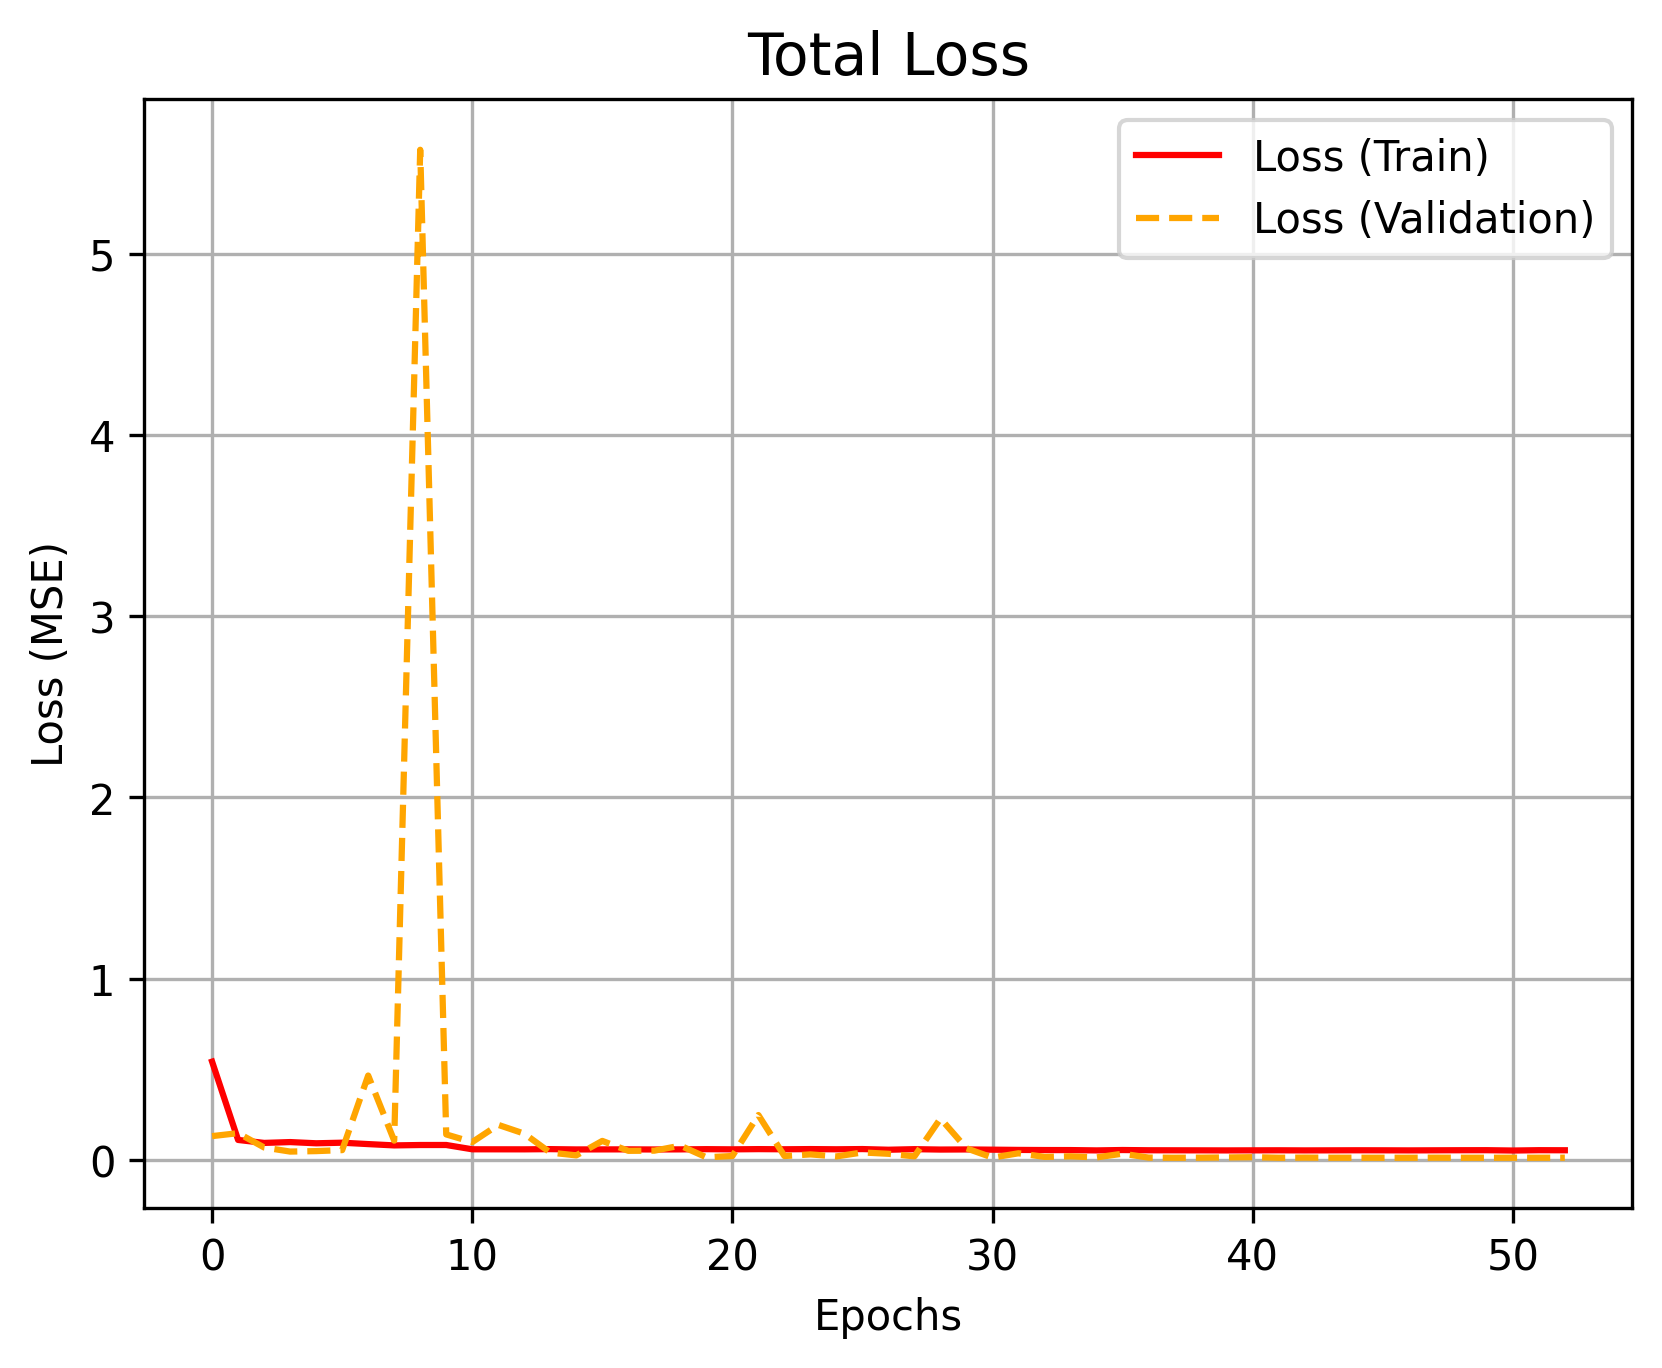 Total Loss
Loss (Train)
Loss (Validation)
Loss (MSE)
5
4
3
2
1
0
0 10 20 30 40 50
Epochs